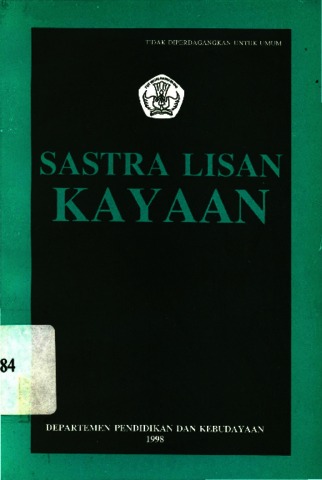 TIDAK DIPERDAGANGKAN UNTUK UMUM
SASTRA LISAN
KAYAAN
84
DEPARTEMEN PENDIDIKAN DAN KEBUDAYAAN
1998